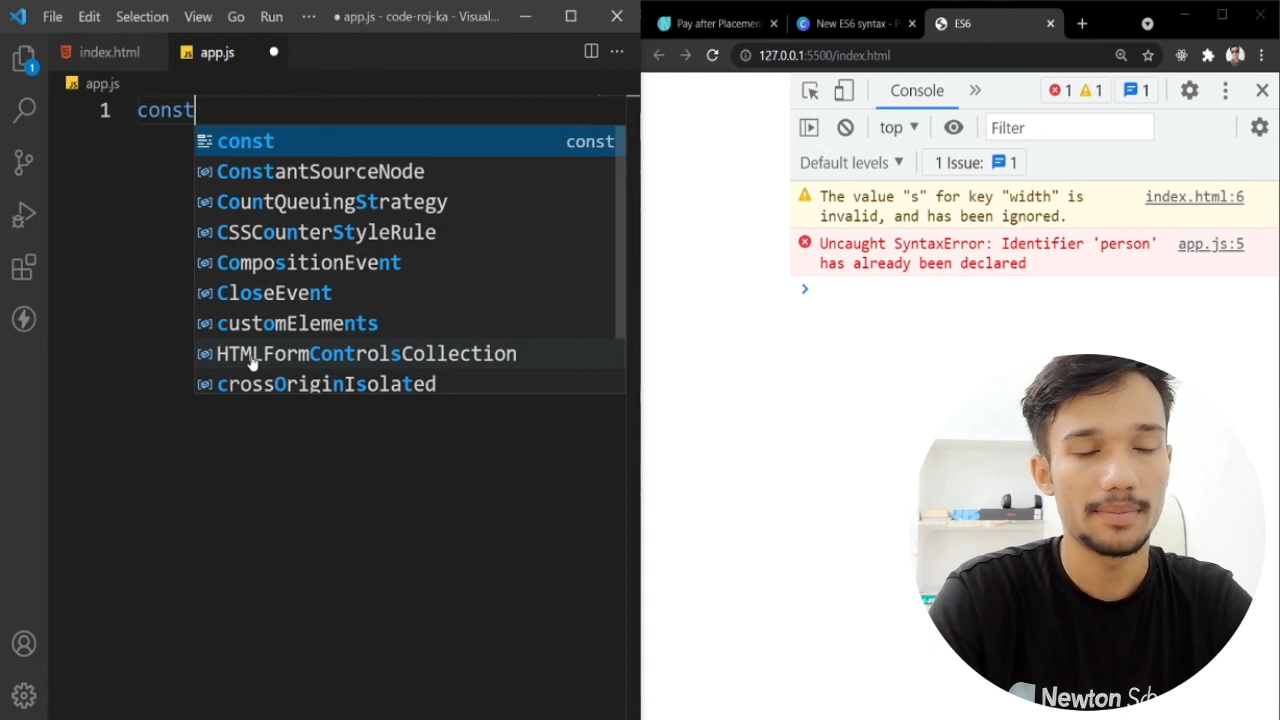 File Edit Selection View Go Run ··· ● app.js - code-roj-ka - Visual...
index.html app.js ● ···
app.js
1 const
const const
ConstantSourceNode
CountQueuingStrategy
CSSCounterStyleRule
CompositionEvent
CloseEvent
customElements
HTMLFormControlsCollection
crossOriginIsolated
1
Pay after Placemen New ES6 syntax - P ES6
127.0.0.1:5500/index.html
Console 1 1 1
top Filter
Default levels 1 Issue: 1
The value "s" for key "width" is index.html:6
invalid, and has been ignored.
Uncaught SyntaxError: Identifier 'person' app.js:5
has already been declared
Newton Sch